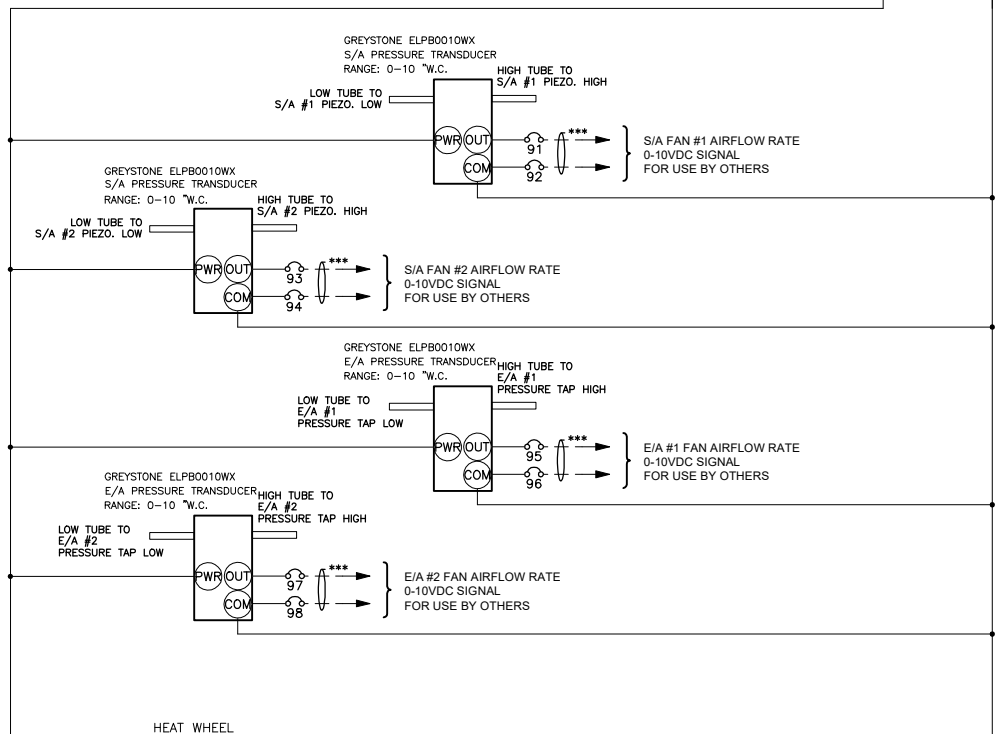 GREYSTONE ELPB0010WX
S/A PRESSURE TRANSDUCER
RANGE: 0-10 "W.C.
LOW TUBE TO
S/A #1 PIEZO. LOW
HIGH TUBE TO
S/A #1 PIEZO. HIGH
PWR OUT
COM
91
92
***
S/A FAN #1 AIRFLOW RATE
0-10VDC SIGNAL
FOR USE BY OTHERS
GREYSTONE ELPB0010WX
S/A PRESSURE TRANSDUCER
RANGE: 0-10 "W.C.
LOW TUBE TO
S/A #2 PIEZO. LOW
HIGH TUBE TO
S/A #2 PIEZO. HIGH
PWR OUT
COM
93
94
***
S/A FAN #2 AIRFLOW RATE
0-10VDC SIGNAL
FOR USE BY OTHERS
GREYSTONE ELPB0010WX
E/A PRESSURE TRANSDUCER
RANGE: 0-10 "W.C.
LOW TUBE TO
E/A #1
PRESSURE TAP LOW
HIGH TUBE TO
E/A #1
PRESSURE TAP HIGH
PWR OUT
COM
95
96
***
E/A #1 FAN AIRFLOW RATE
0-10VDC SIGNAL
FOR USE BY OTHERS
GREYSTONE ELPB0010WX
E/A PRESSURE TRANSDUCER
RANGE: 0-10 "W.C.
LOW TUBE TO
E/A #2
PRESSURE TAP LOW
HIGH TUBE TO
E/A #2
PRESSURE TAP HIGH
PWR OUT
COM
97
98
***
E/A #2 FAN AIRFLOW RATE
0-10VDC SIGNAL
FOR USE BY OTHERS
HEAT WHEEL